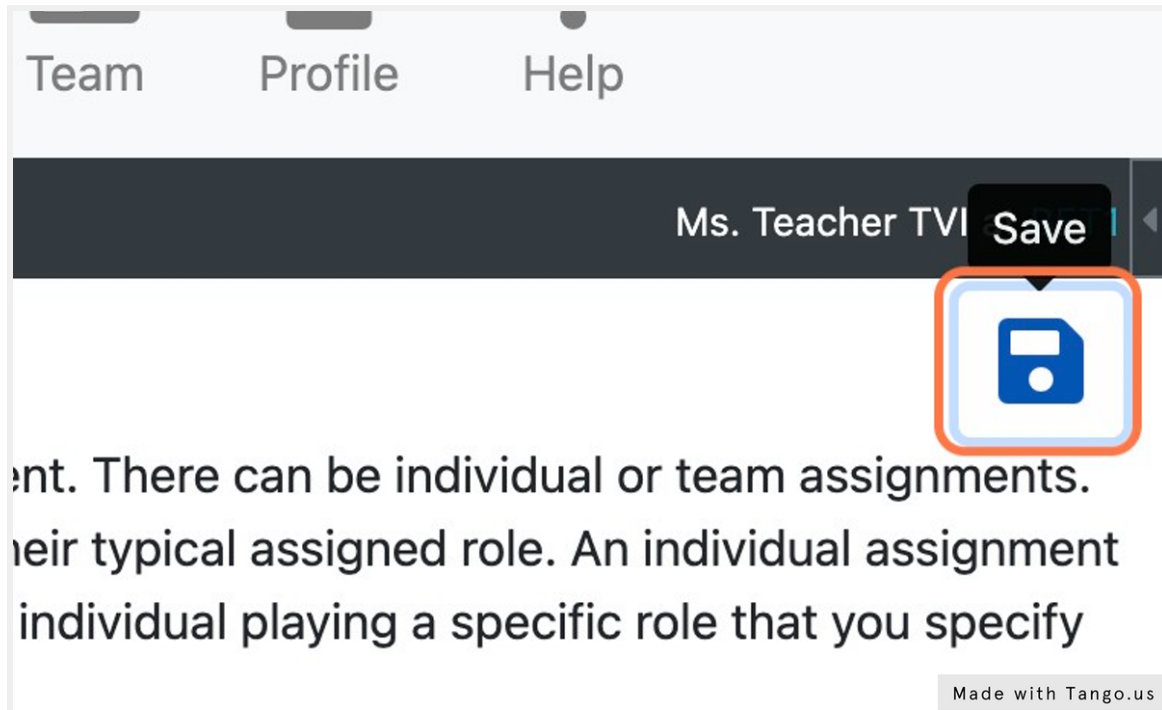 Team Profile Help
Ms. Teacher TVI
Save
ent. There can be individual or team assignments.
heir typical assigned role. An individual assignment
individual playing a specific role that you specify
Made with Tango.us